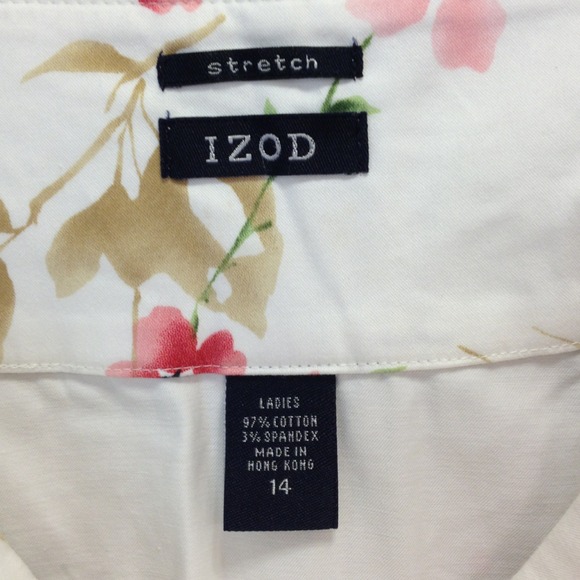 stretch
IZOD
LADIES
97% COTTON
3% SPANDEX
MADE IN
HONG KONG
14